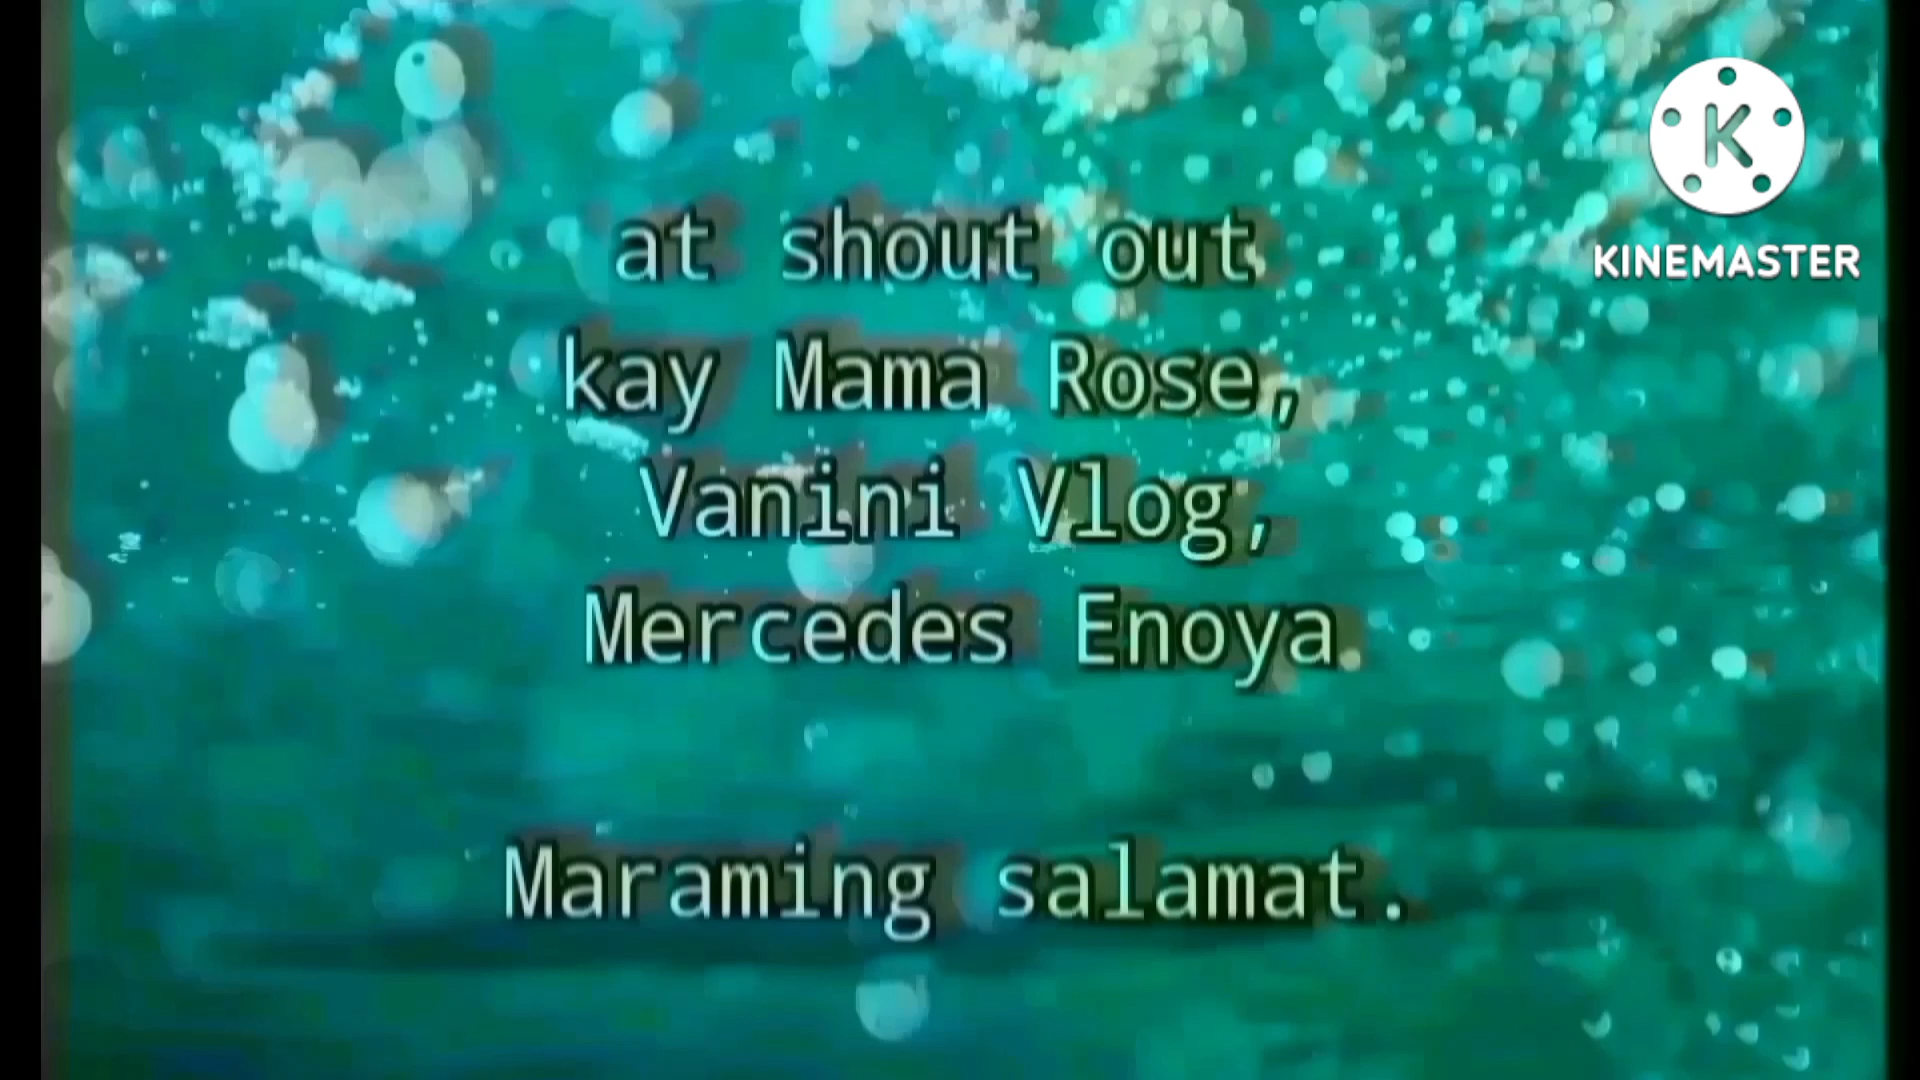 at shout out
kay Mama Rose,
Vanini Vlog,
Mercedes Enoya.
Maraming salamat.
K
KINEMASTER